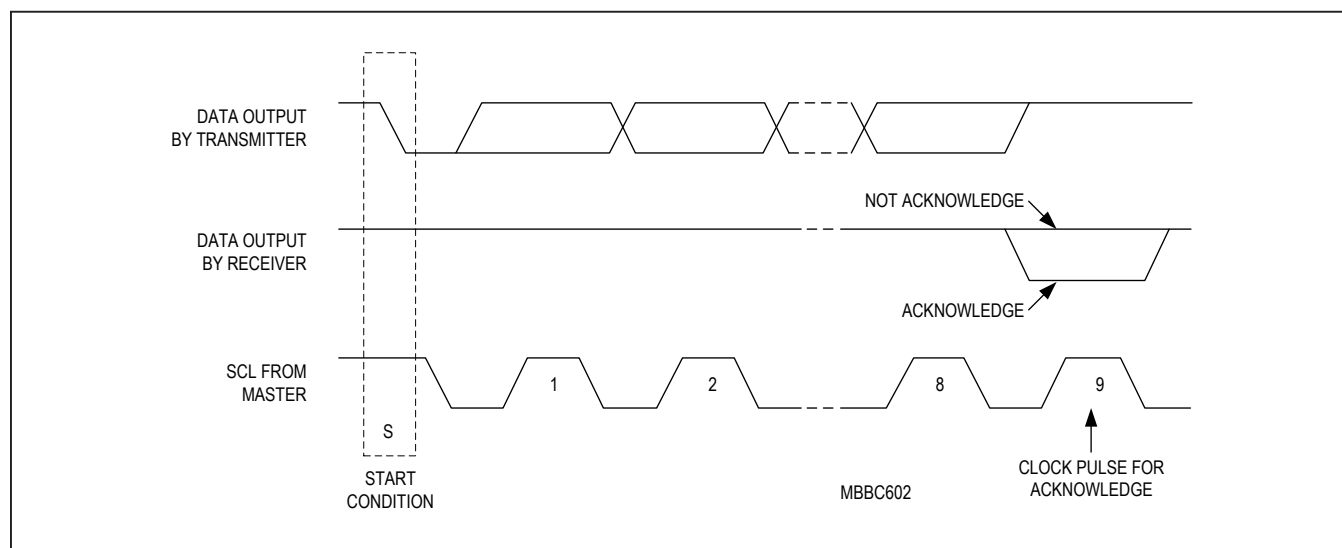 DATA OUTPUT
BY TRANSMITTER
NOT ACKNOWLEDGE
DATA OUTPUT
BY RECEIVER
ACKNOWLEDGE
SCL FROM
MASTER
1
2
8
9
S
START
CONDITION
MBBC602
CLOCK PULSE FOR
ACKNOWLEDGE